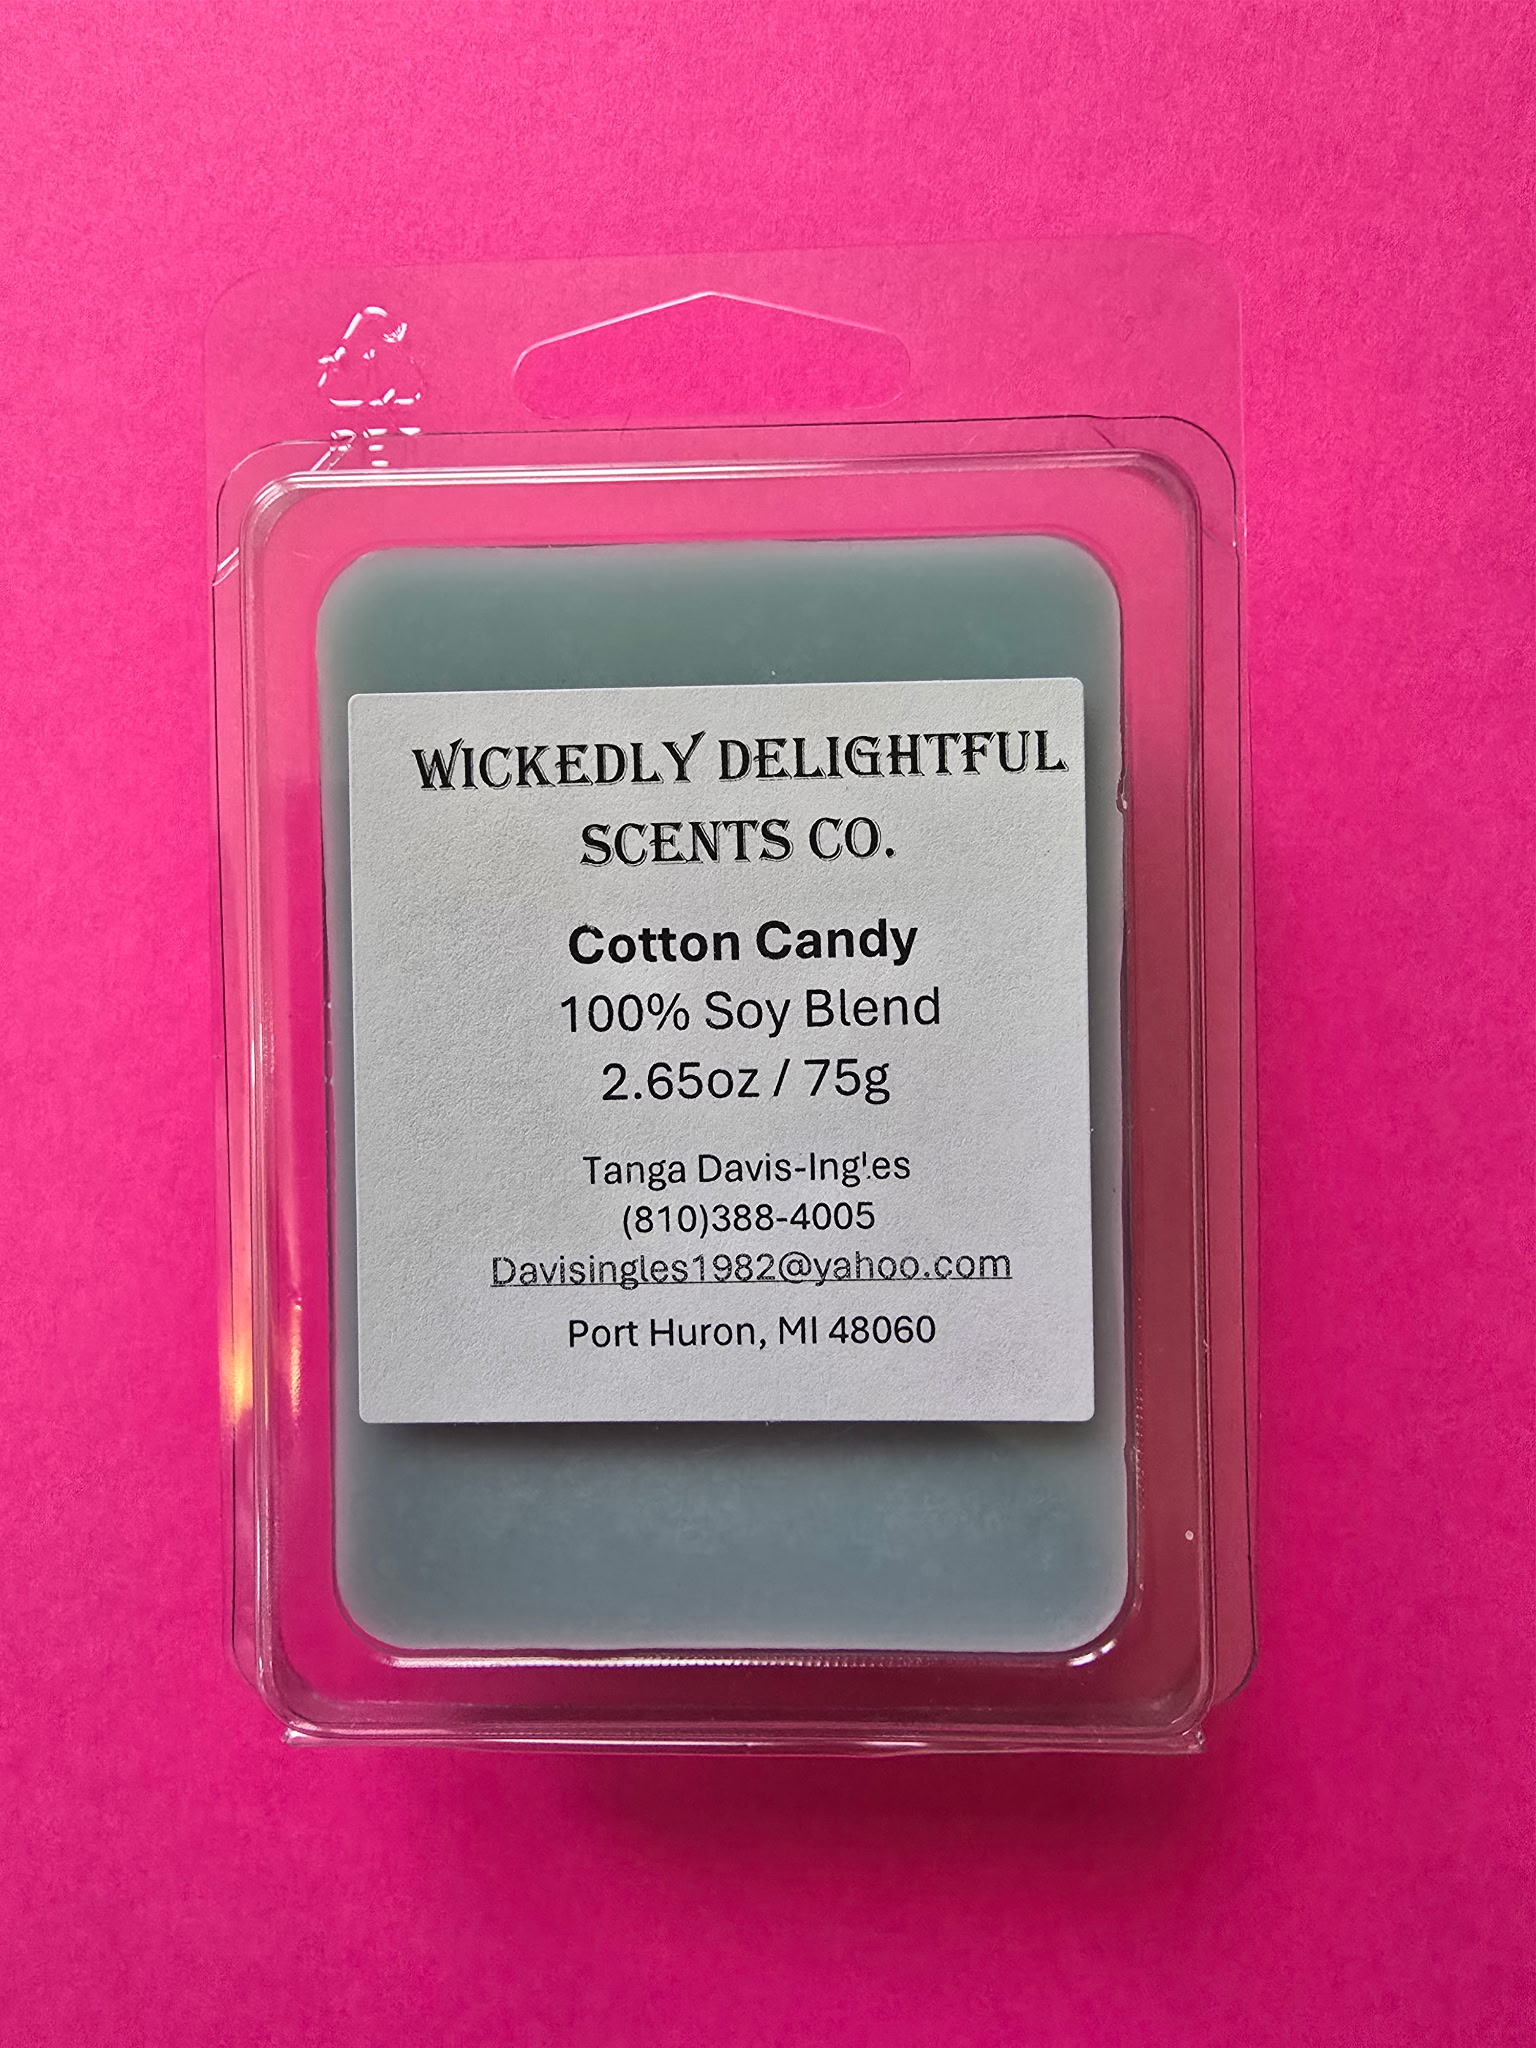 WICKEDLY DELIGHTFUL
SCENTS CO.
Cotton Candy
100% Soy Blend
2.65oz / 75g
Tanga Davis-Ingles
(810)388-4005
Davisingles1982@yahoo.com
Port Huron, MI 48060